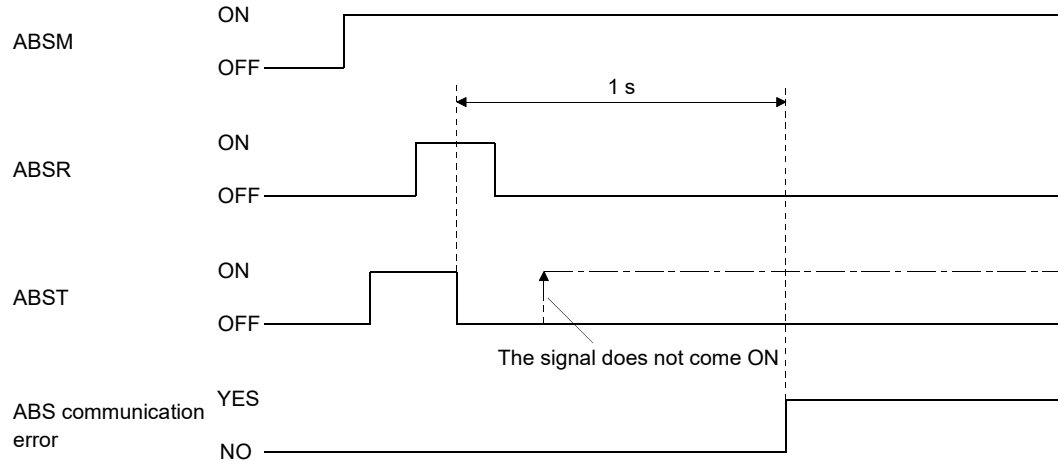 ON
ABSM
OFF
1 s
ON
ABSR
OFF
ON
ABST
OFF
The signal does not come ON
YES
ABS communication
error
NO